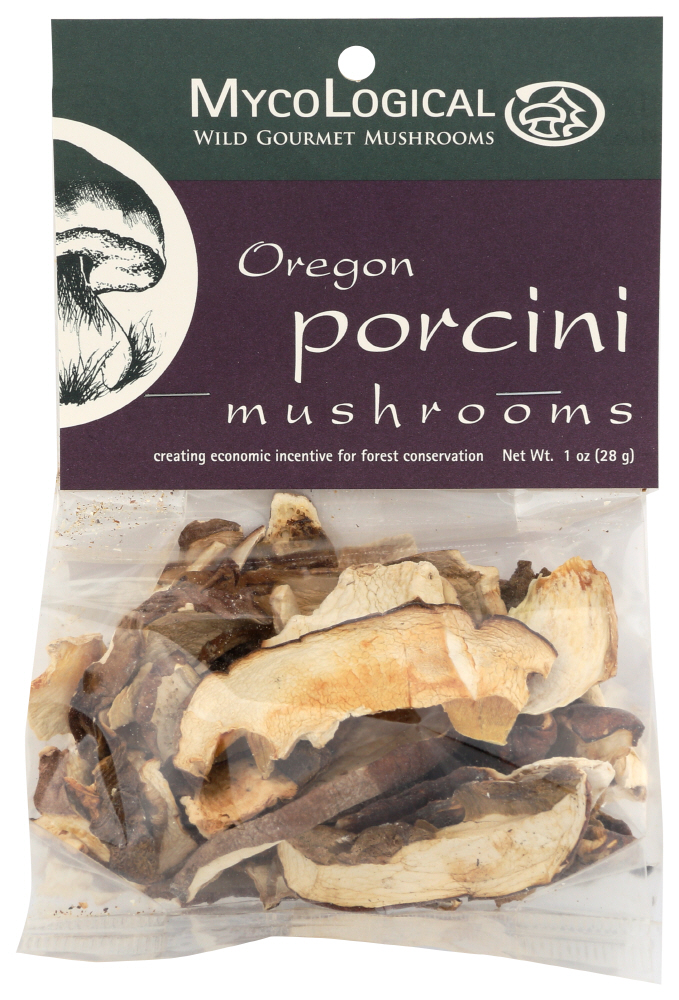 MYCOLOGICAL
WILD GOURMET MUSHROOMS
Oregon
porcini
mushrooms
creating economic incentive for forest conservation Net Wt. 1 oz (28 g)